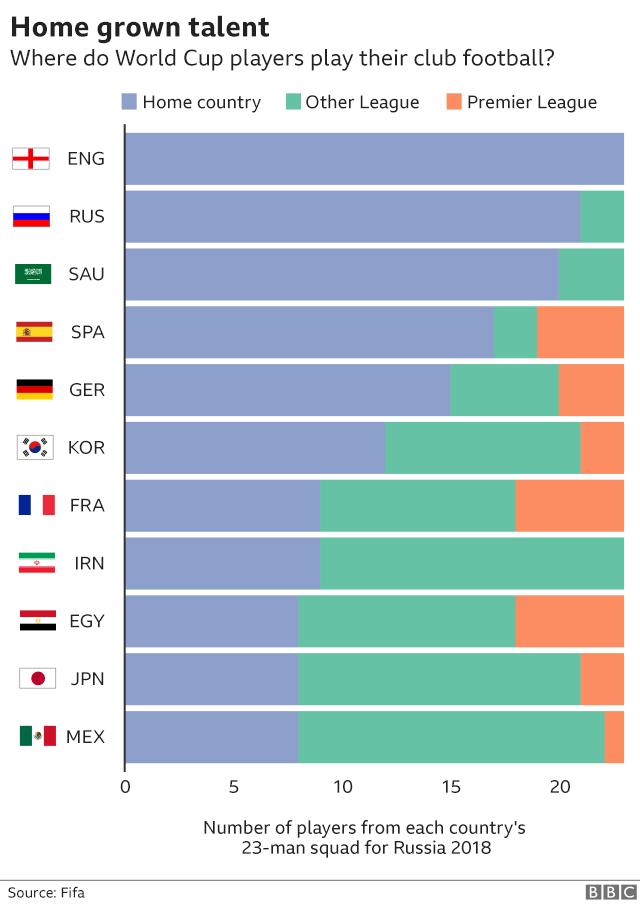 Home grown talent
Where do World Cup players play their club football?
Home country Other League Premier League
ENG
RUS
SAU
SPA
GER
KOR
FRA
IRN
EGY
JPN
MEX
0 5 10 15 20
Number of players from each country's
23-man squad for Russia 2018
Source: Fifa BBC